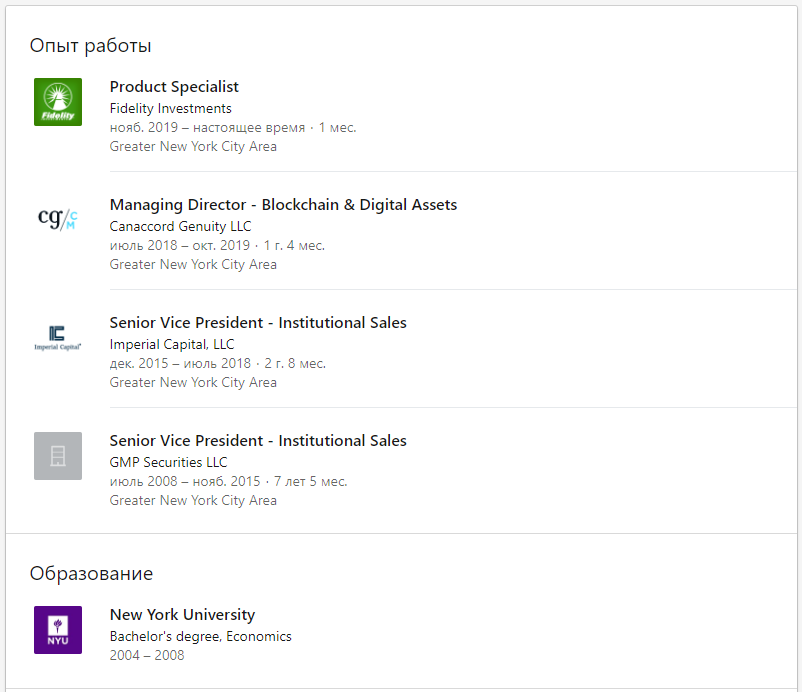 Опыт работы
Fidelity
Product Specialist
Fidelity Investments
нояб. 2019 – настоящее время · 1 мес.
Greater New York City Area
cg/CM
Managing Director - Blockchain & Digital Assets
Canaccord Genuity LLC
июль 2018 – окт. 2019 · 1 г. 4 мес.
Greater New York City Area
IC
Imperial Capital
Senior Vice President - Institutional Sales
Imperial Capital, LLC
дек. 2015 – июль 2018 · 2 г. 8 мес.
Greater New York City Area
Senior Vice President - Institutional Sales
GMP Securities LLC
июль 2008 – нояб. 2015 · 7 лет 5 мес.
Greater New York City Area
Образование
NYU
New York University
Bachelor's degree, Economics
2004 – 2008